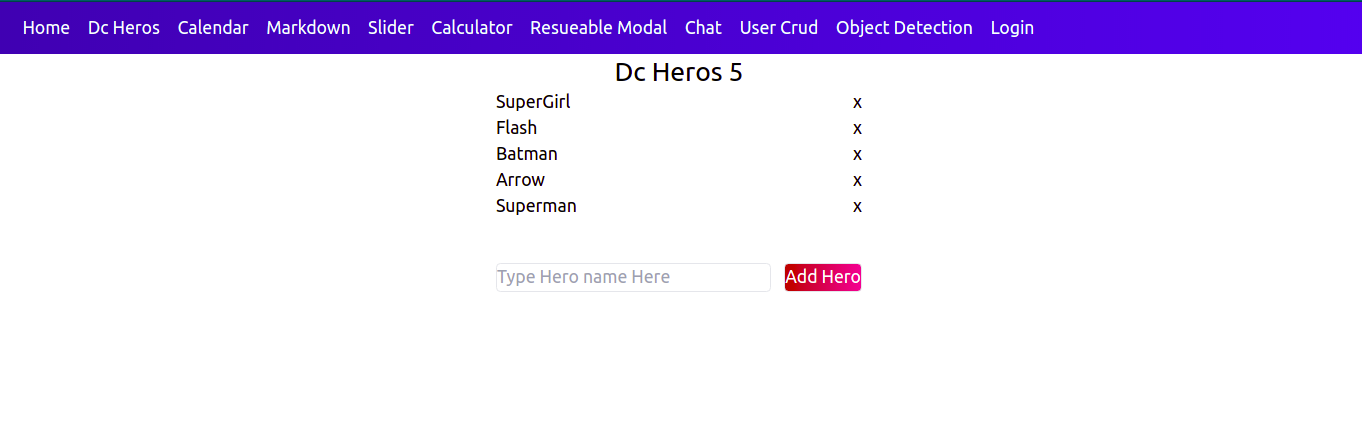 Home Dc Heros Calendar Markdown Slider Calculator Resueable Modal Chat User Crud Object Detection Login
Dc Heros 5
SuperGirl x
Flash x
Batman x
Arrow x
Superman x
Type Hero name Here Add Hero